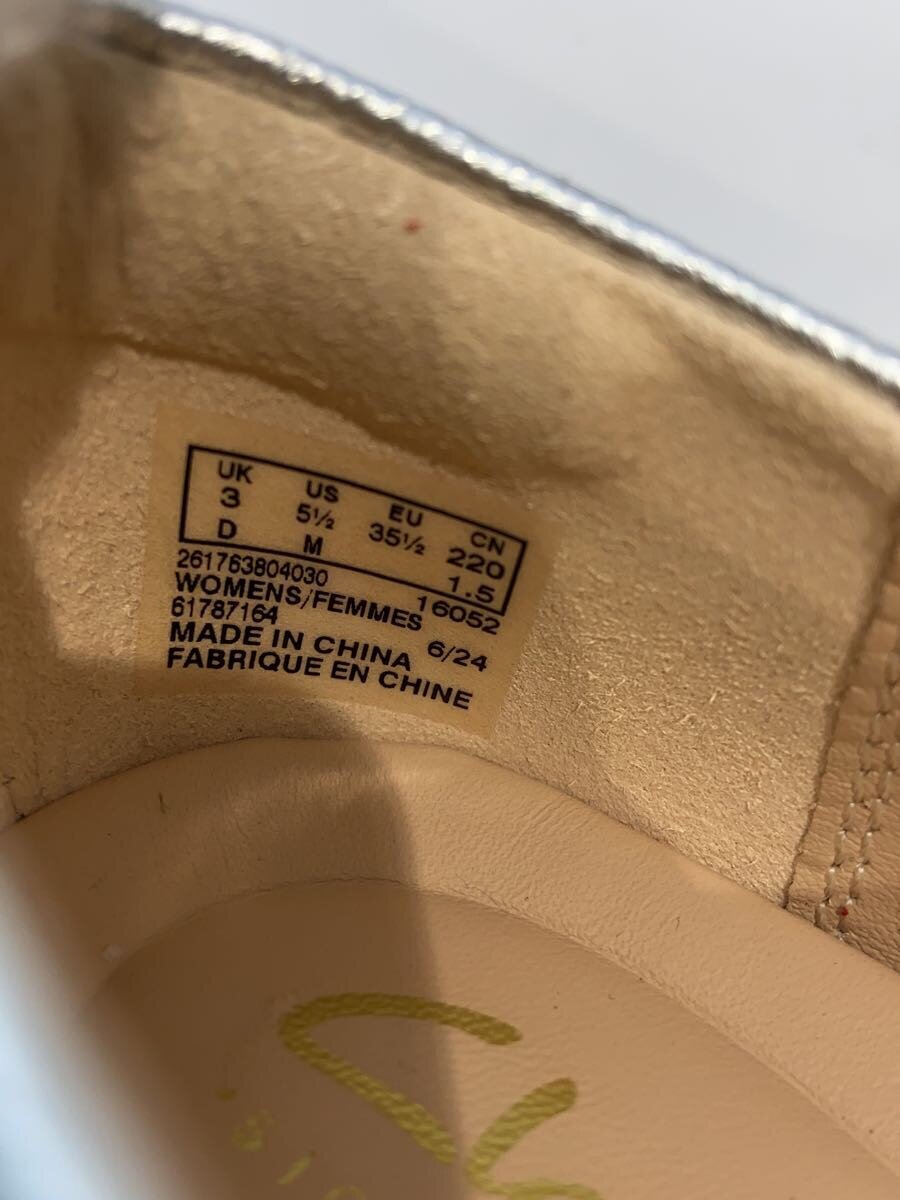 UK US EU CN
3 5½ 35½ 220
D M 1.5
261763804030 16052
WOMENS/FEMMES
61787164 6/24
MADE IN CHINA
FABRIQUE EN CHINE